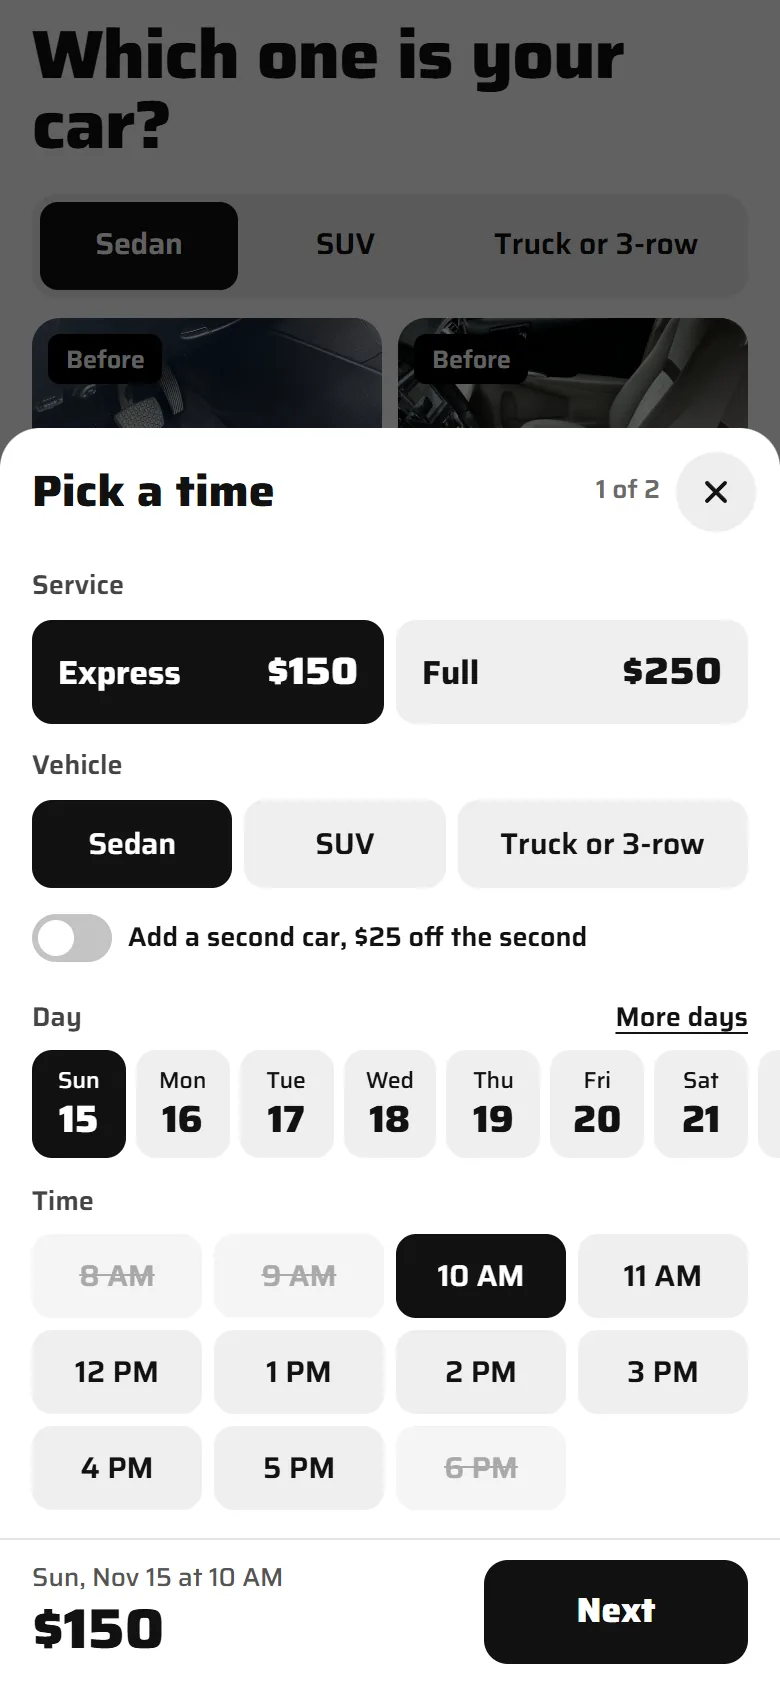 Which one is your
car?
Sedan SUV Truck or 3-row
Before Before
Pick a time 1 of 2
Service
Express $150 Full $250
Vehicle
Sedan SUV Truck or 3-row
Add a second car, $25 off the second
Day More days
Sun Mon Tue Wed Thu Fri Sat
15 16 17 18 19 20 21
Time
8 AM 9 AM 10 AM 11 AM
12 PM 1 PM 2 PM 3 PM
4 PM 5 PM 6 PM
Sun, Nov 15 at 10 AM
$150 Next